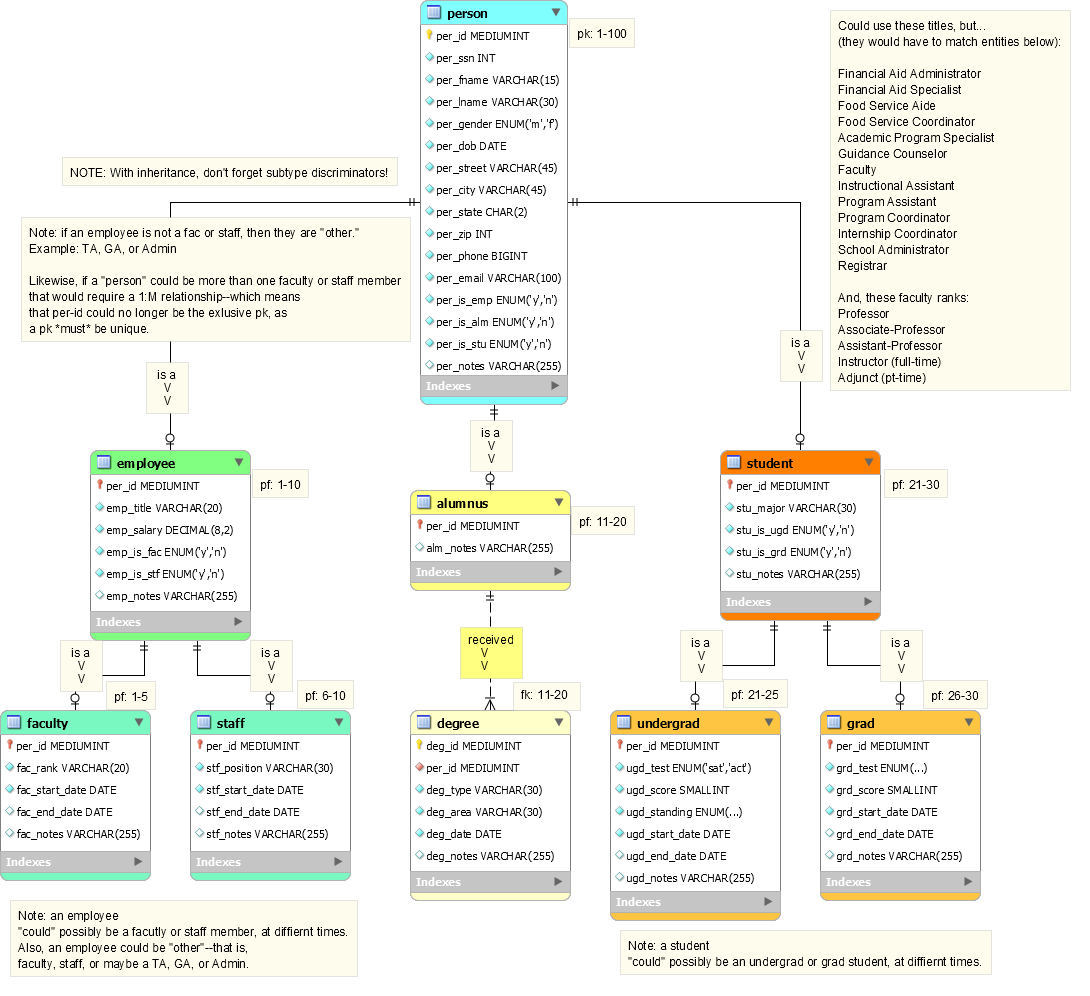 person
per_id MEDIUMINT
per_ssn INT
per_fname VARCHAR(15)
per_lname VARCHAR(30)
per_gender ENUM('m','f')
per_dob DATE
per_street VARCHAR(45)
per_city VARCHAR(45)
per_state CHAR(2)
per_zip INT
per_phone BIGINT
per_email VARCHAR(100)
per_is_emp ENUM('y','n')
per_is_alm ENUM('y','n')
per_is_stu ENUM('y','n')
per_notes VARCHAR(255)
Indexes
pk: 1-100
Could use these titles, but...
(they would have to match entities below):
Financial Aid Administrator
Financial Aid Specialist
Food Service Aide
Food Service Coordinator
Academic Program Specialist
Guidance Counselor
Faculty
Instructional Assistant
Program Assistant
Program Coordinator
Internship Coordinator
School Administrator
Registrar
And, these faculty ranks:
Professor
Associate-Professor
Assistant-Professor
Instructor (full-time)
Adjunct (pt-time)
NOTE: With inheritance, don't forget subtype discriminators!
Note: if an employee is not a fac or staff, then they are "other."
Example: TA, GA, or Admin
Likewise, if a "person" could be more than one faculty or staff member
that would require a 1:M relationship--which means
that per-id could no longer be the exlusive pk, as
a pk *must* be unique.
is a
V
V
is a
V
V
is a
V
V
employee
per_id MEDIUMINT
emp_title VARCHAR(20)
emp_salary DECIMAL(8,2)
emp_is_fac ENUM('y','n')
emp_is_stf ENUM('y','n')
emp_notes VARCHAR(255)
Indexes
pf: 1-10
alumnus
per_id MEDIUMINT
alm_notes VARCHAR(255)
Indexes
pf: 11-20
student
per_id MEDIUMINT
stu_major VARCHAR(30)
stu_is_ugd ENUM('y','n')
stu_is_grd ENUM('y','n')
stu_notes VARCHAR(255)
Indexes
pf: 21-30
is a
V
V
is a
V
V
received
V
V
is a
V
V
is a
V
V
pf: 1-5
pf: 6-10
fk: 11-20
pf: 21-25
pf: 26-30
faculty
per_id MEDIUMINT
fac_rank VARCHAR(20)
fac_start_date DATE
fac_end_date DATE
fac_notes VARCHAR(255)
Indexes
staff
per_id MEDIUMINT
stf_position VARCHAR(30)
stf_start_date DATE
stf_end_date DATE
stf_notes VARCHAR(255)
Indexes
degree
deg_id MEDIUMINT
per_id MEDIUMINT
deg_type VARCHAR(30)
deg_area VARCHAR(30)
deg_date DATE
deg_notes VARCHAR(255)
Indexes
undergrad
per_id MEDIUMINT
ugd_test ENUM('sat','act')
ugd_score SMALLINT
ugd_standing ENUM(...)
ugd_start_date DATE
ugd_end_date DATE
ugd_notes VARCHAR(255)
Indexes
grad
per_id MEDIUMINT
grd_test ENUM(...)
grd_score SMALLINT
grd_start_date DATE
grd_end_date DATE
grd_notes VARCHAR(255)
Indexes
Note: an employee
"could" possibly be a facutly or staff member, at differnt times.
Also, an employee could be "other"--that is,
faculty, staff, or maybe a TA, GA, or Admin.
Note: a student
"could" possibly be an undergrad or grad student, at differnt times.